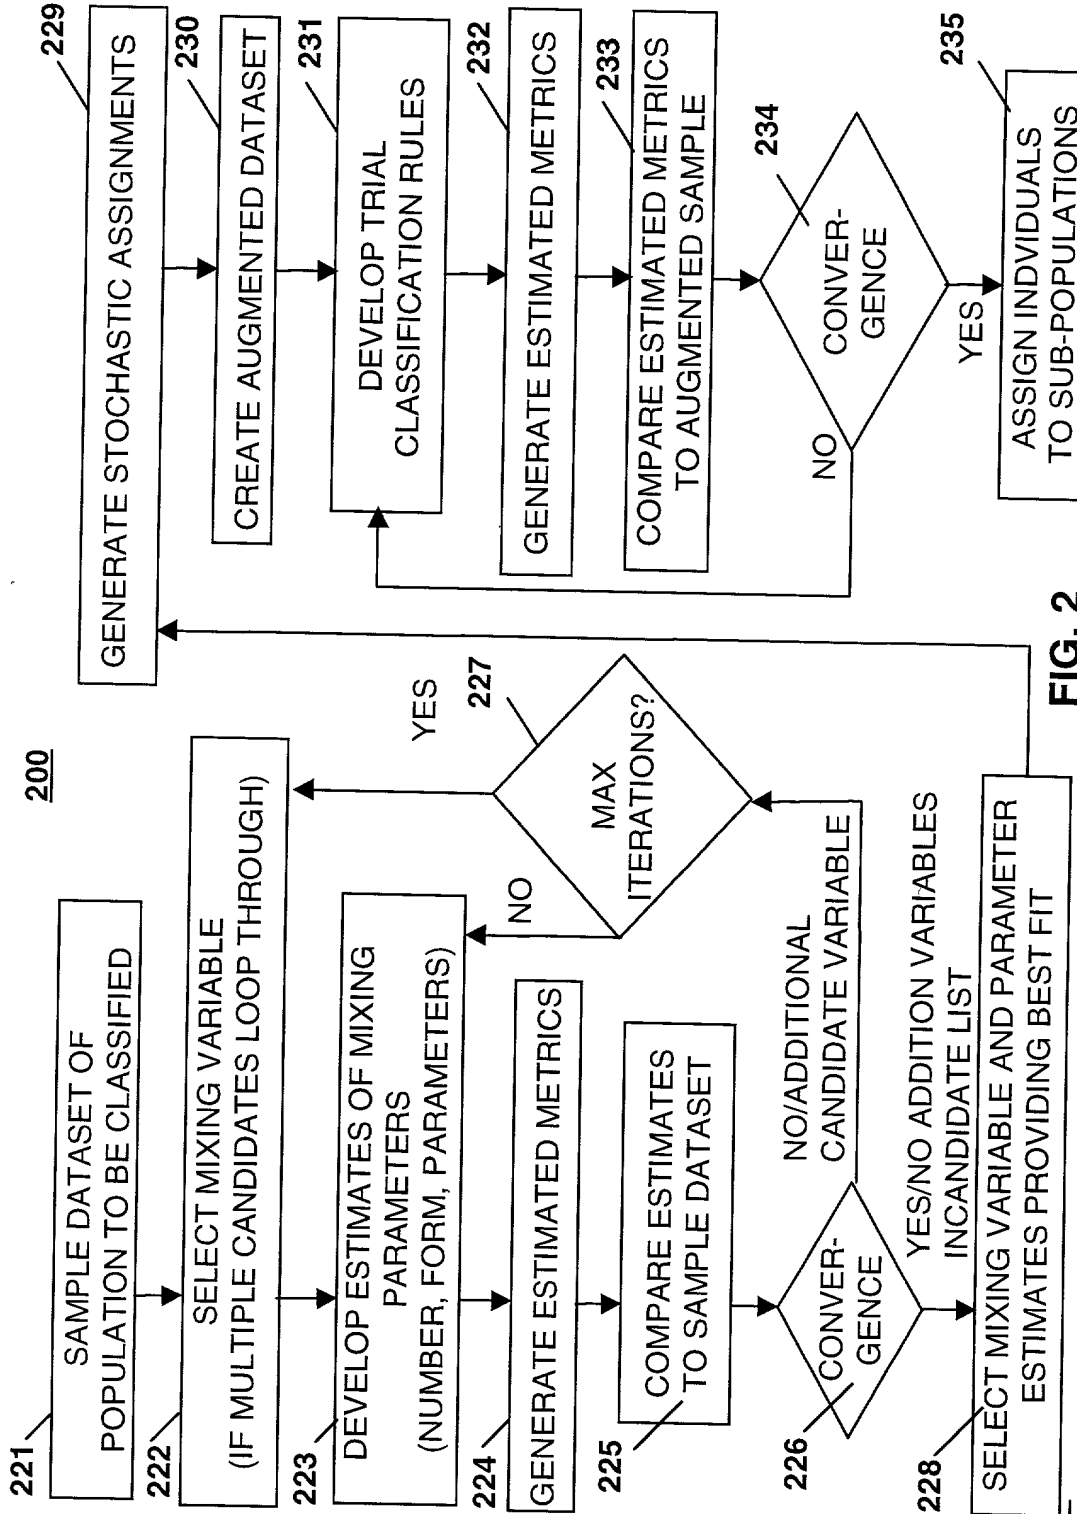 200
221
SAMPLE DATASET OF
POPULATION TO BE CLASSIFIED
222
SELECT MIXING VARIABLE
(IF MULTIPLE CANDIDATES LOOP THROUGH)
223
DEVELOP ESTIMATES OF MIXING
PARAMETERS
(NUMBER, FORM, PARAMETERS)
224
GENERATE ESTIMATED METRICS
225
COMPARE ESTIMATES
TO SAMPLE DATASET
226
CONVER-
GENCE
NO/ADDITIONAL
CANDIDATE VARIABLE
227
MAX
ITERATIONS?
YES
NO
YES/NO ADDITION VARIABLES
INCANDIDATE LIST
228
SELECT MIXING VARIABLE AND PARAMETER
ESTIMATES PROVIDING BEST FIT
229
GENERATE STOCHASTIC ASSIGNMENTS
230
CREATE AUGMENTED DATASET
231
DEVELOP TRIAL
CLASSIFICATION RULES
232
GENERATE ESTIMATED METRICS
233
COMPARE ESTIMATED METRICS
TO AUGMENTED SAMPLE
234
CONVER-
GENCE
NO
YES
235
ASSIGN INDVIDUALS
TO SUB-POPULATIONS
FIG. 2